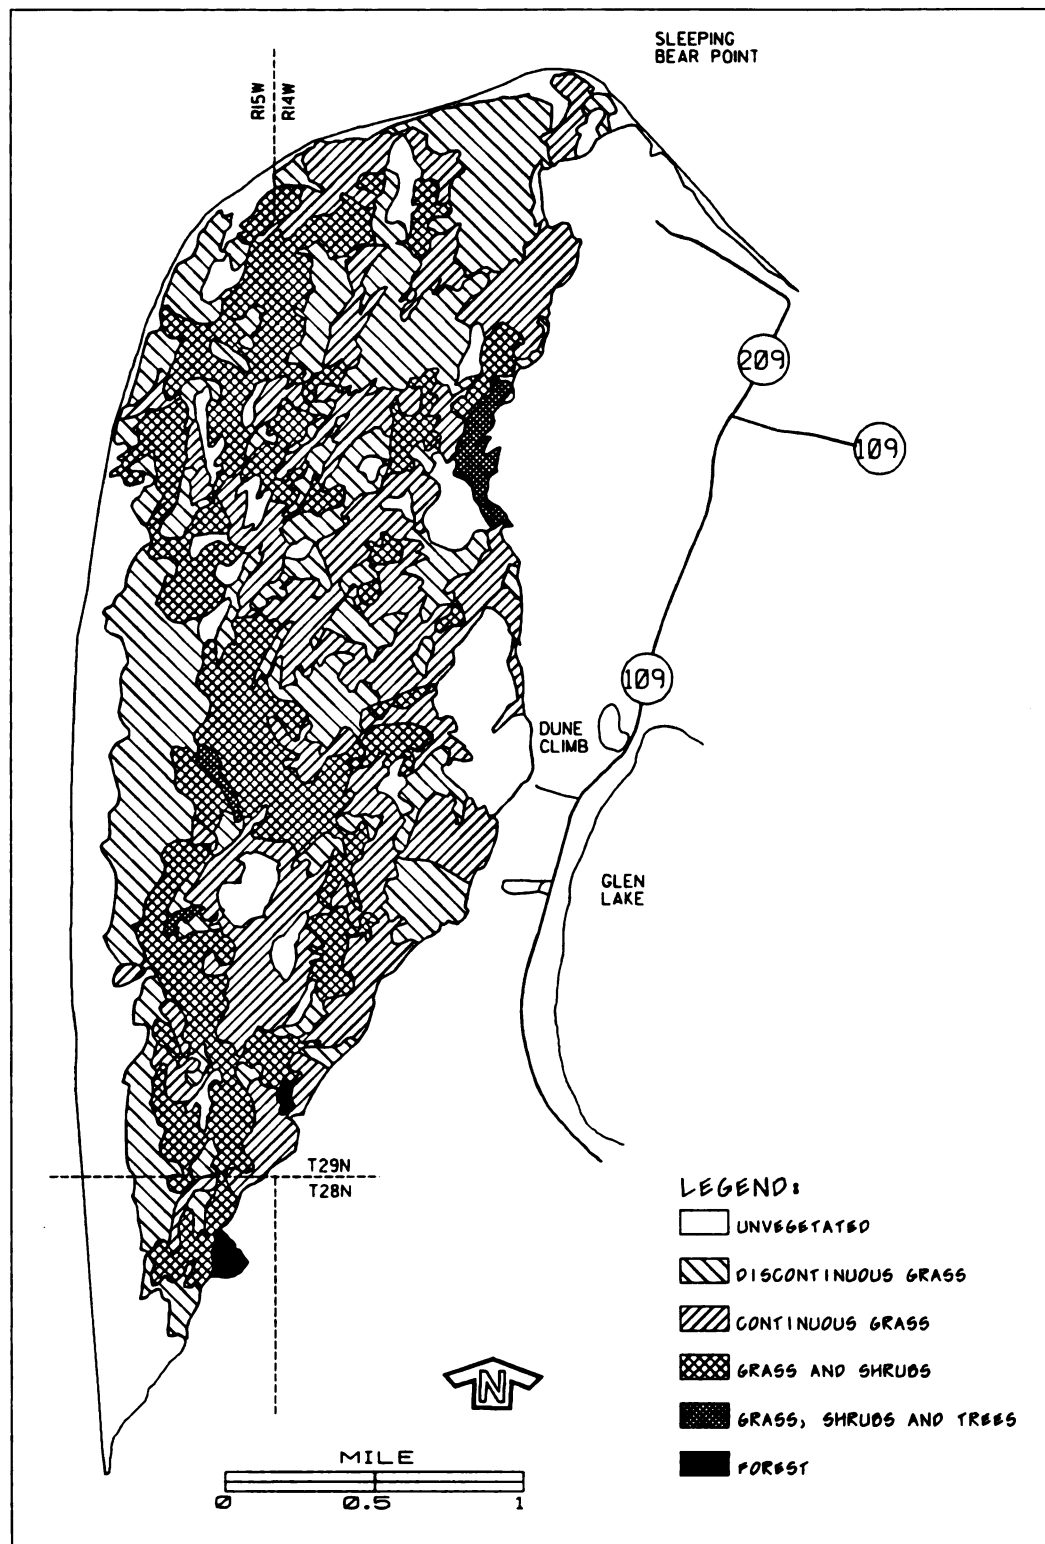 SLEEPING
BEAR POINT
R15W
R14W
209
109
109
DUNE
CLIMB
GLEN
LAKE
T29N
T28N
LEGEND:
UNVEGETATED
DISCONTINUOUS GRASS
CONTINUOUS GRASS
GRASS AND SHRUBS
GRASS, SHRUBS AND TREES
FOREST
N
MILE
0 0.5 1